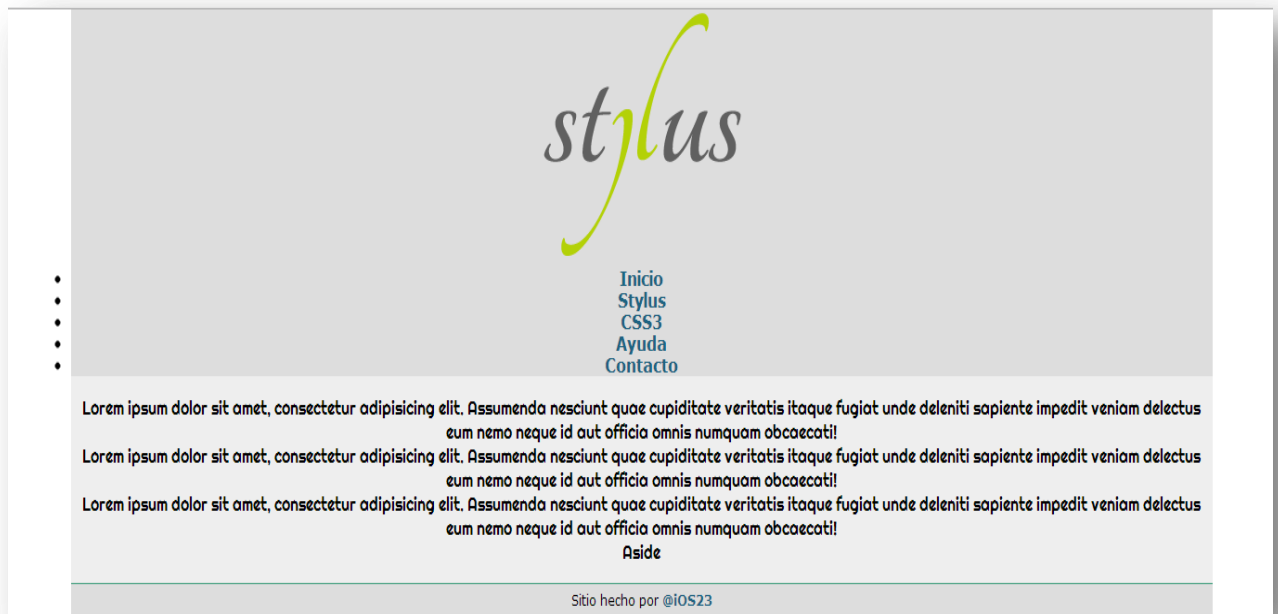 stylus
Inicio
Stylus
CSS3
Ayuda
Contacto
Lorem ipsum dolor sit amet, consectetur adipisicing elit. Assumenda nesciunt quae cupiditate veritatis itaque fugiat unde deleniti sapiente impedit veniam delectus
eum nemo neque id aut officia omnis numquam obcaecati!
Lorem ipsum dolor sit amet, consectetur adipisicing elit. Assumenda nesciunt quae cupiditate veritatis itaque fugiat unde deleniti sapiente impedit veniam delectus
eum nemo neque id aut officia omnis numquam obcaecati!
Lorem ipsum dolor sit amet, consectetur adipisicing elit. Assumenda nesciunt quae cupiditate veritatis itaque fugiat unde deleniti sapiente impedit veniam delectus
eum nemo neque id aut officia omnis numquam obcaecati!
Aside
Sitio hecho por @iOS23